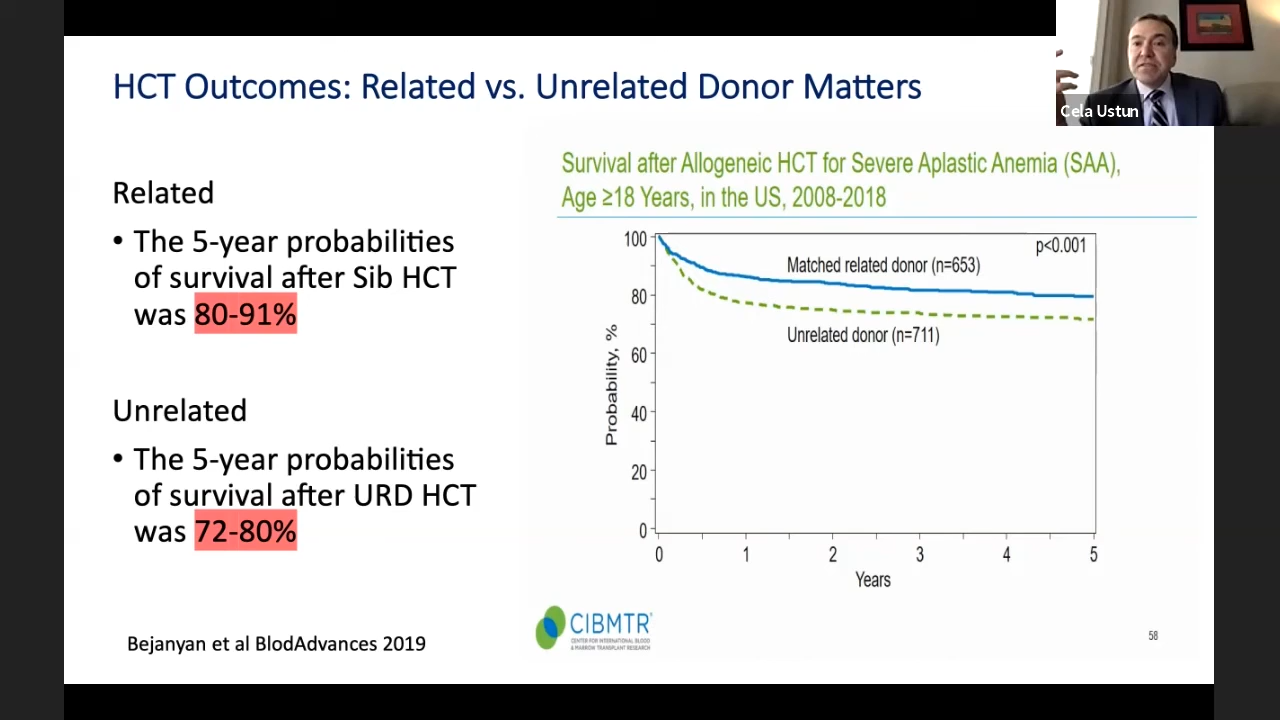 HCT Outcomes: Related vs. Unrelated Donor Matters
Cela Ustun
Related
• The 5-year probabilities
of survival after Sib HCT
was 80-91%
Unrelated
• The 5-year probabilities
of survival after URD HCT
was 72-80%
Bejanyan et al BlodAdvances 2019
Survival after Allogeneic HCT for Severe Aplastic Anemia (SAA),
Age ≥18 Years, in the US, 2008-2018
p<0.001
Matched related donor (n=653)
Unrelated donor (n=711)
Probability, %
100
80
60
40
20
0
0 1 2 3 4 5
Years
CIBMTR®
CENTER FOR INTERNATIONAL BLOOD
& MARROW TRANSPLANT RESEARCH
58